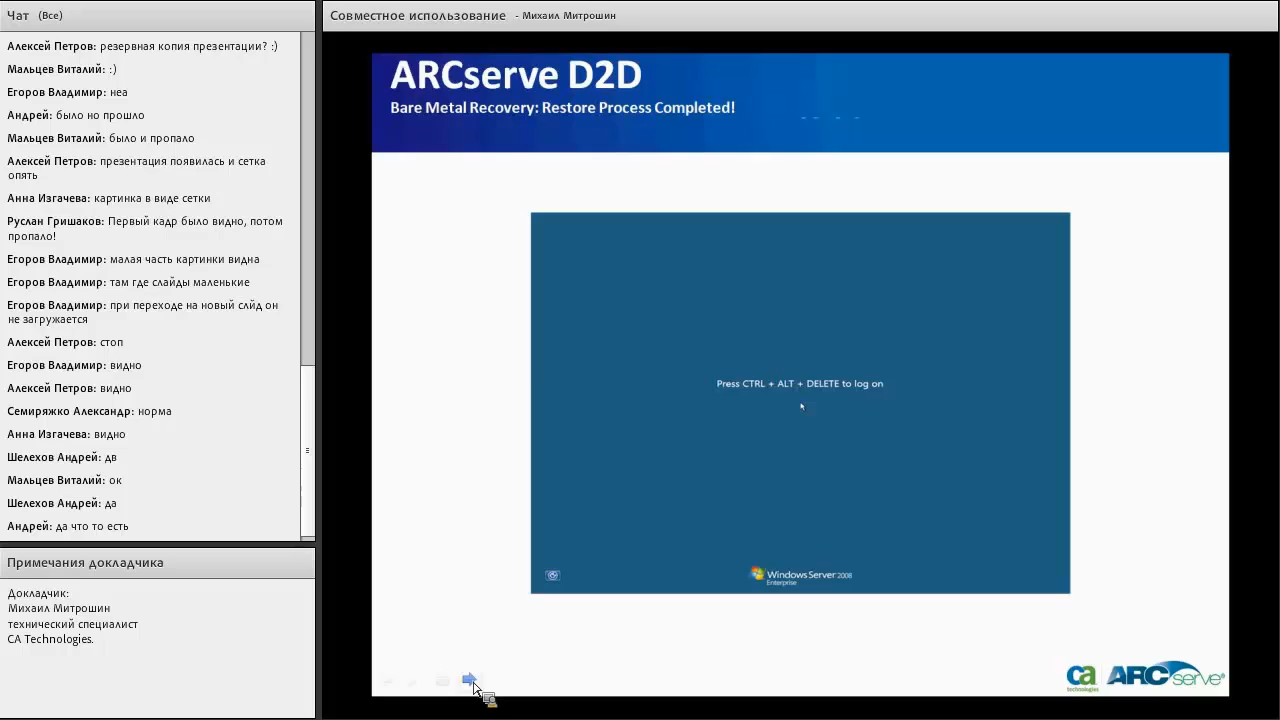 Чат (Все)
Алексей Петров: резервная копия презентации? :)
Мальцев Виталий: :)
Егоров Владимир: неа
Андрей: было но прошло
Мальцев Виталий: было и пропало
Алексей Петров: презентация появилась и сетка
опять
Анна Изгачева: картинка в виде сетки
Руслан Гришаков: Первый кадр было видно, потом
пропало!
Егоров Владимир: малая часть картинки видна
Егоров Владимир: там где слайды маленькие
Егоров Владимир: при переходе на новый слйд он
не загружается
Алексей Петров: стоп
Егоров Владимир: видно
Алексей Петров: видно
Семиряжко Александр: норма
Анна Изгачева: видно
Шелехов Андрей: дв
Мальцев Виталий: ок
Шелехов Андрей: да
Андрей: да что то есть
Примечания докладчика
Докладчик:
Михаил Митрошин
технический специалист
CA Technologies.
Совместное использование - Михаил Митрошин
ARCserve D2D
Bare Metal Recovery: Restore Process Completed!
Press CTRL + ALT + DELETE to log on
Windows Server 2008
Enterprise
ca
technologies
ARCserve®